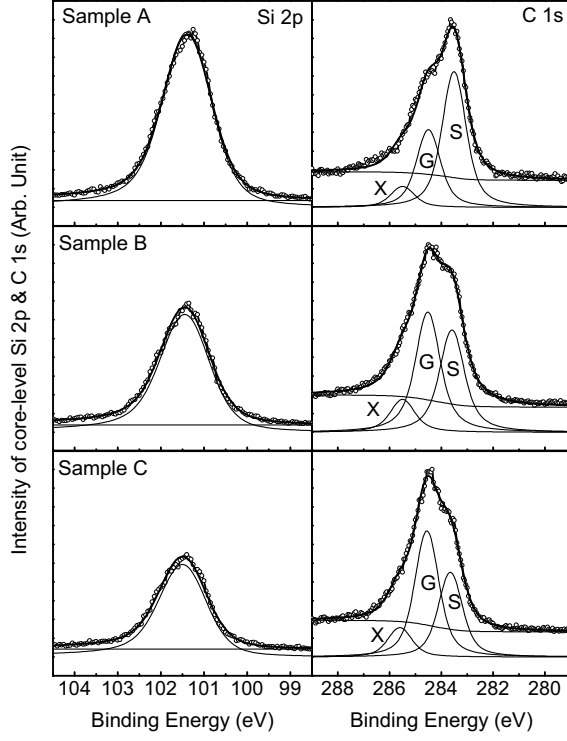 Sample A
Si 2p
C 1s
S
G
X
Sample B
G
S
X
Sample C
G
S
X
Intensity of core-level Si 2p & C 1s (Arb. Unit)
104 103 102 101 100 99
288 286 284 282 280
Binding Energy (eV)
Binding Energy (eV)